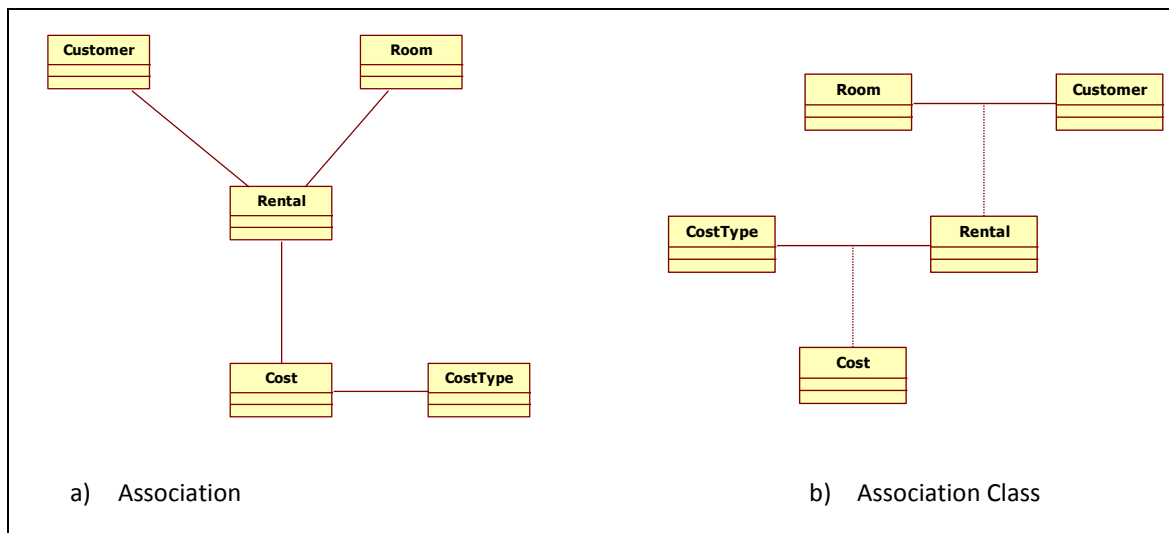 Customer
Room
Rental
Cost
CostType
a) Association
Room
Customer
CostType
Rental
Cost
b) Association Class